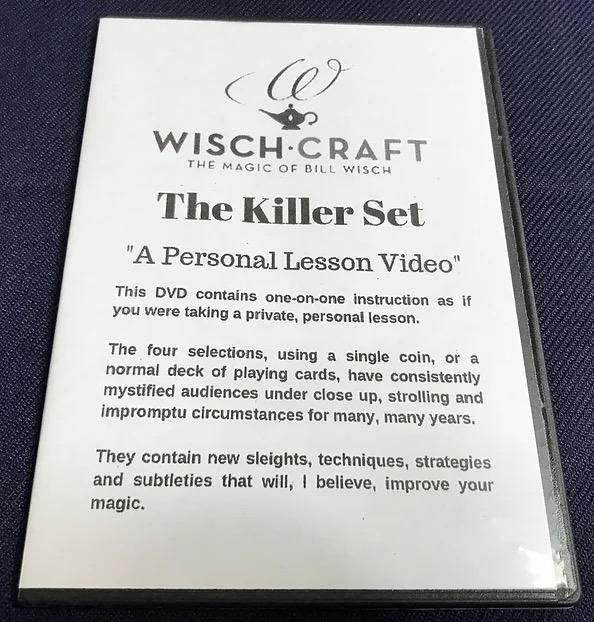 W
WISCH·CRAFT
THE MAGIC OF BILL WISCH
The Killer Set
"A Personal Lesson Video"
This DVD contains one-on-one instruction as if
you were taking a private, personal lesson.
The four selections, using a single coin, or a
normal deck of playing cards, have consistently
mystified audiences under close up, strolling and
impromptu circumstances for many, many years.
They contain new sleights, techniques, strategies
and subtleties that will, I believe, improve your
magic.